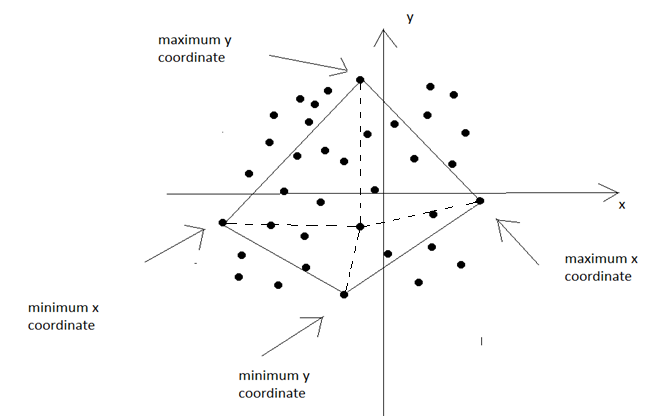 y
maximum y
coordinate
x
maximum x
coordinate
minimum x
coordinate
minimum y
coordinate